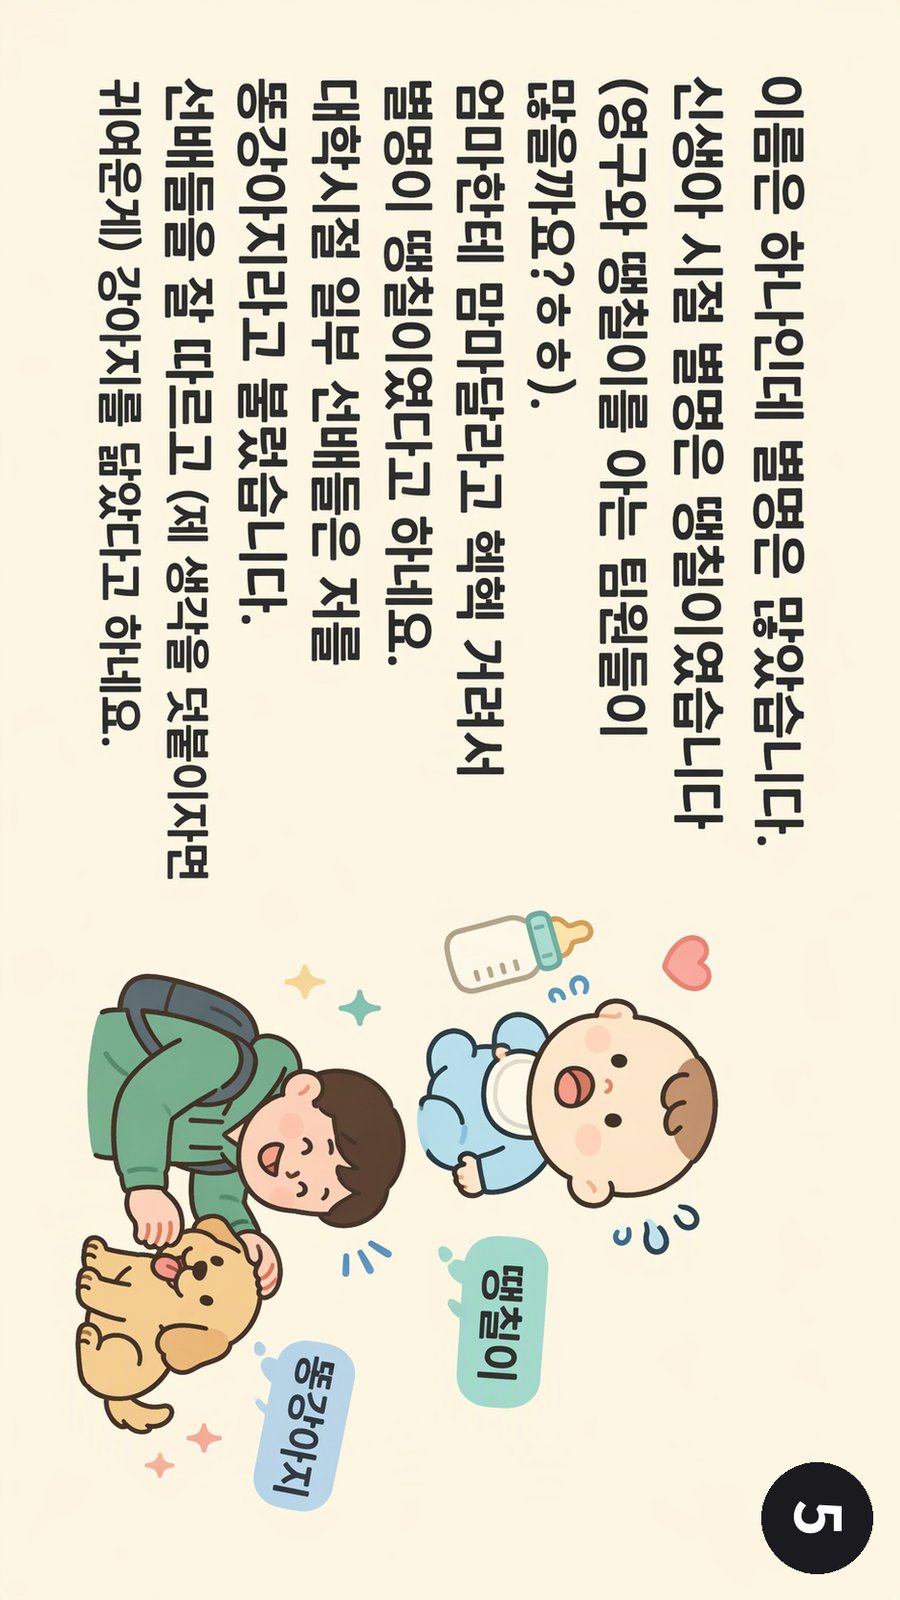 이름은 하나인데 별명은 많았습니다.
신생아 시절 별명은 땡칠이였습니다
(영구와 땡칠이를 아는 팀원들이
많을까요?ㅎㅎ).
엄마한테 맘마달라고 헥헥 거려서
별명이 땡칠이였다고 하네요.
대학시절 일부 선배들은 저를
똥강아지라고 불렀습니다.
선배들을 잘 따르고 (제 생각을 덧붙이자면
귀여운게) 강아지를 닮았다고 하네요.
땡칠이
똥강아지
5